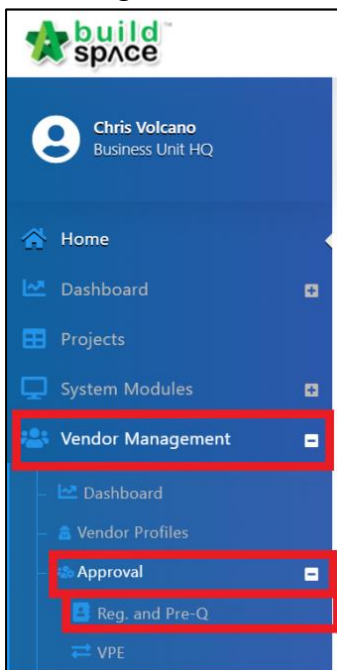 build
spʌce
Chris Volcano
Business Unit HQ
Home
Dashboard
Projects
System Modules
Vendor Management
Dashboard
Vendor Profiles
Approval
Reg. and Pre-Q
VPE